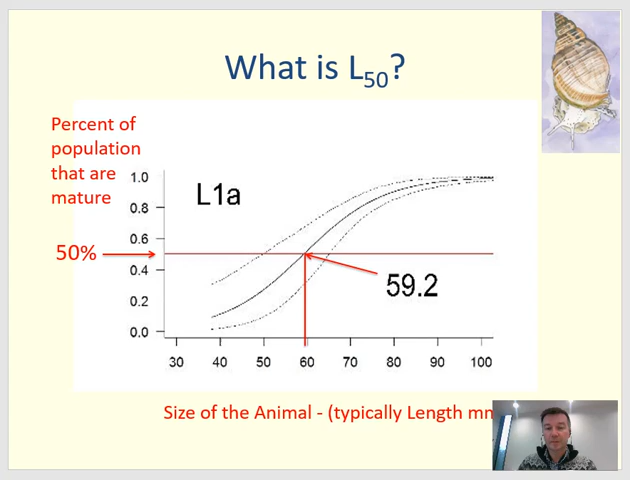 What is L50?
Percent of
population
that are
mature
L1a
1.0
0.8
0.6
50%
0.4
59.2
0.2
0.0
30 40 50 60 70 80 90 100
Size of the Animal - (typically Length mm